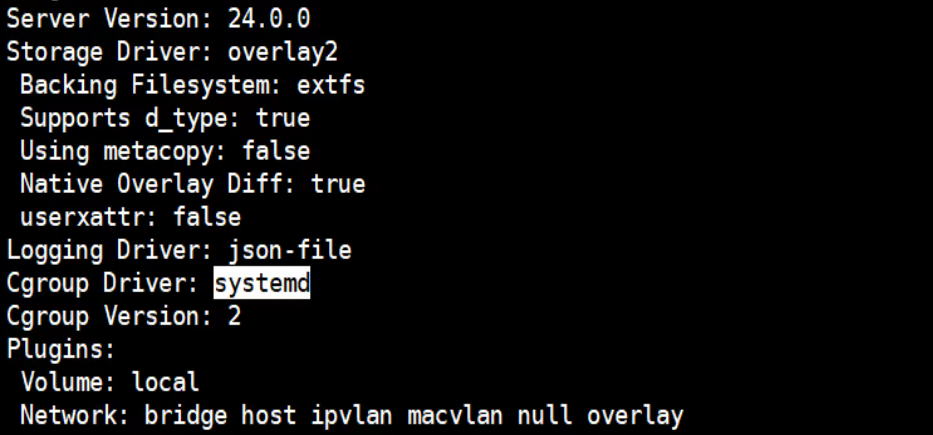 Server Version: 24.0.0
Storage Driver: overlay2
Backing Filesystem: extfs
Supports d_type: true
Using metacopy: false
Native Overlay Diff: true
userxattr: false
Logging Driver: json-file
Cgroup Driver: systemd
Cgroup Version: 2
Plugins:
Volume: local
Network: bridge host ipvlan macvlan null overlay